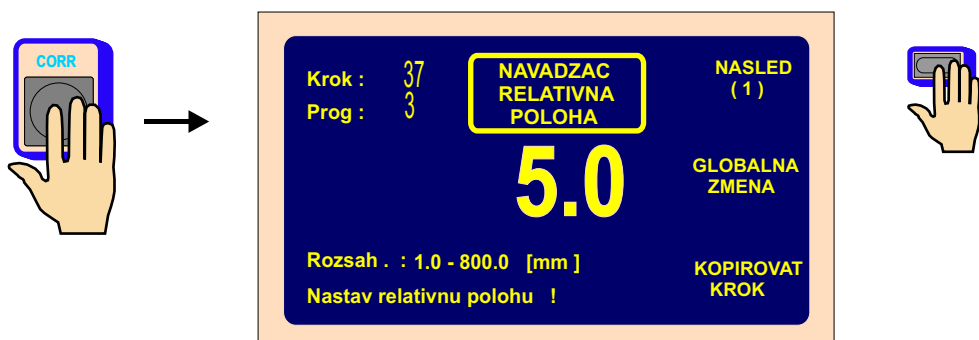 CORR
Krok : 37
Prog : 3
NAVADZAC
RELATIVNA
POLOHA
5.0
NASLED
( 1 )
GLOBALNA
ZMENA
KOPIROVAT
KROK
Rozsah . : 1.0 - 800.0 [mm ]
Nastav relativnu polohu !